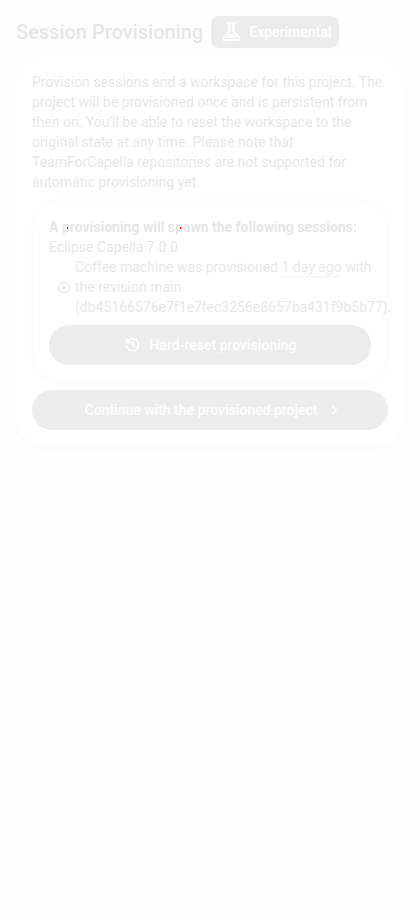 Session Provisioning Experimental
Provision sessions and a workspace for this project. The
project will be provisioned once and is persistent from
then on. You'll be able to reset the workspace to the
original state at any time. Please note that
TeamForCapella repositories are not supported for
automatic provisioning yet.
A provisioning will spawn the following sessions:
Eclipse Capella 7.0.0
Coffee machine was provisioned 1 day ago with
the revision main
(db45166576e7f1e7fec3256e8657ba431f9b5b77).
Hard-reset provisioning
Continue with the provisioned project